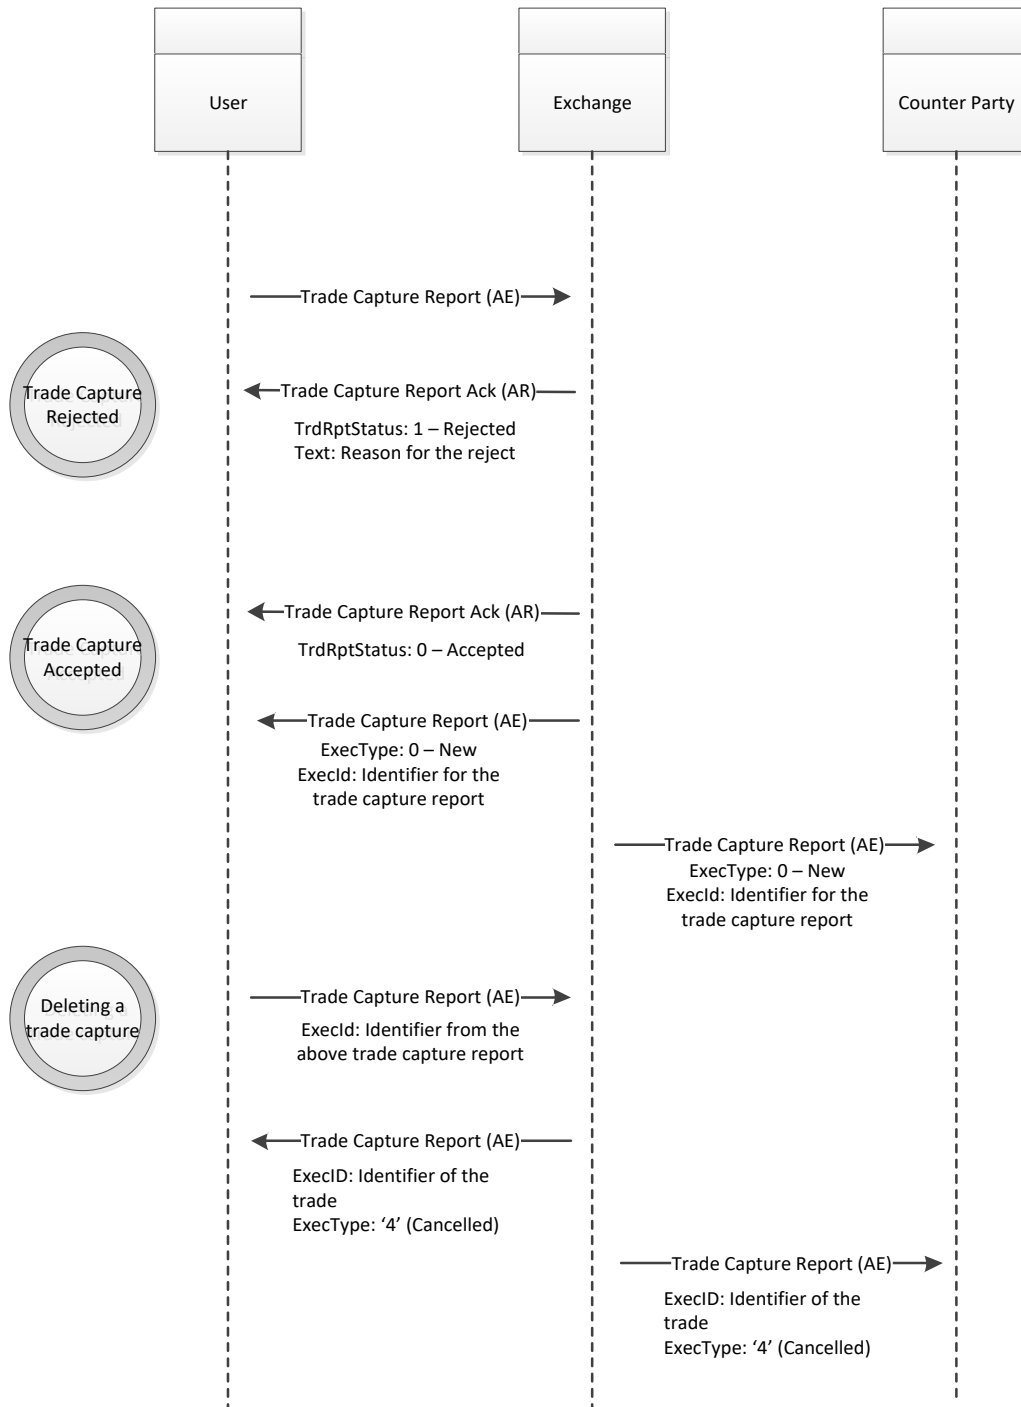 User
Exchange
Counter Party
Trade Capture Report (AE)
Trade Capture
Rejected
Trade Capture Report Ack (AR)
TrdRptStatus: 1 – Rejected
Text: Reason for the reject
Trade Capture
Accepted
Trade Capture Report Ack (AR)
TrdRptStatus: 0 – Accepted
Trade Capture Report (AE)
ExecType: 0 – New
ExecId: Identifier for the
trade capture report
Trade Capture Report (AE)
ExecType: 0 – New
ExecId: Identifier for the
trade capture report
Deleting a
trade capture
Trade Capture Report (AE)
ExecId: Identifier from the
above trade capture report
Trade Capture Report (AE)
ExecID: Identifier of the
trade
ExecType: ‘4’ (Cancelled)
Trade Capture Report (AE)
ExecID: Identifier of the
trade
ExecType: ‘4’ (Cancelled)